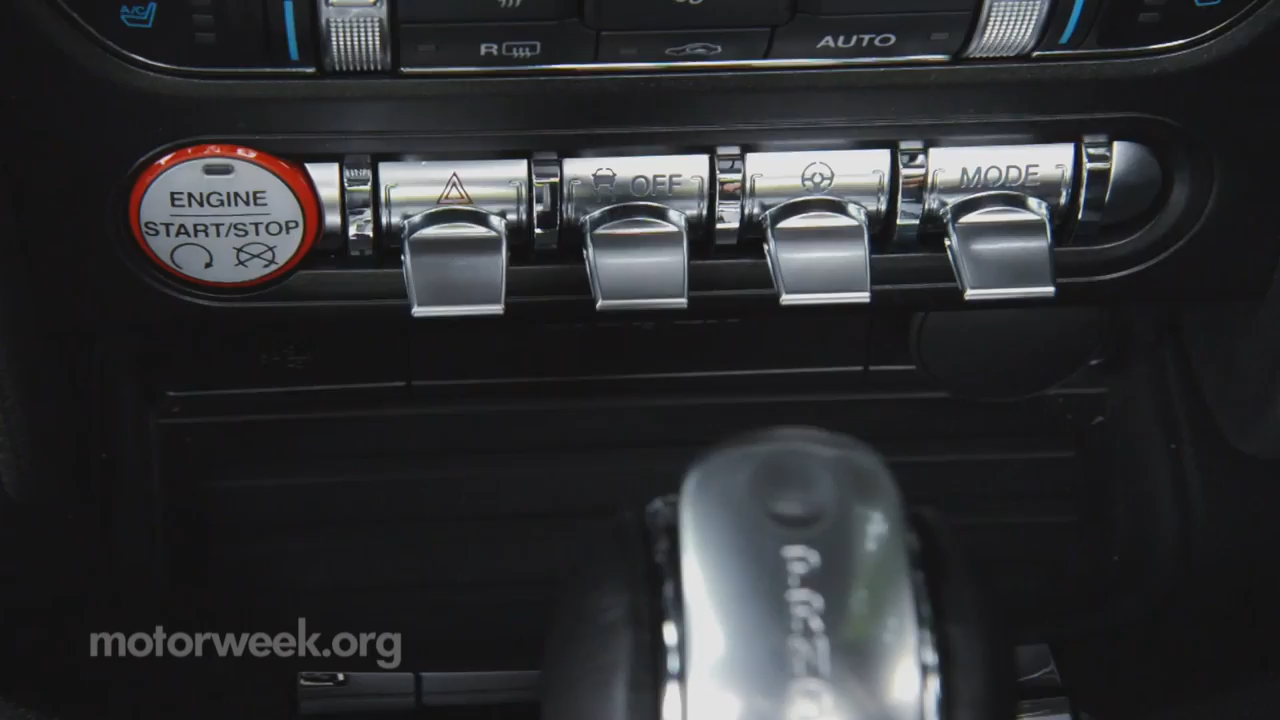 A/C
R
AUTO
ENGINE
START/STOP
OFF
MODE
motorweek.org